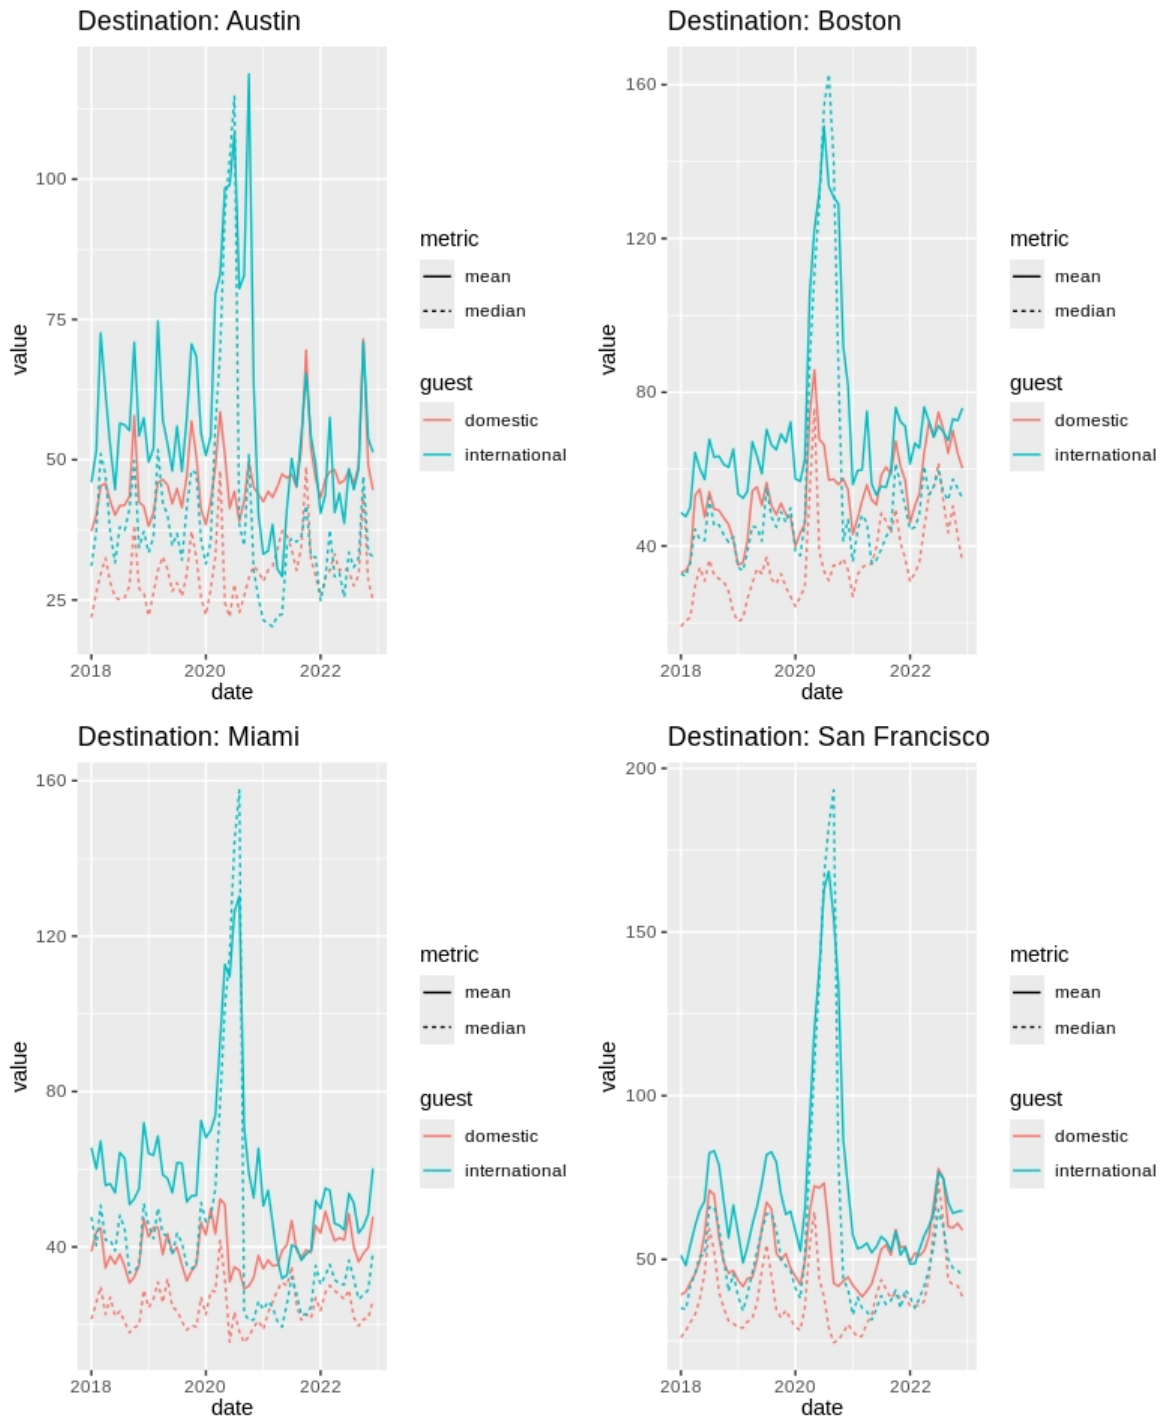 Destination: Austin
100
75
50
25
value
2018
2020
2022
date
metric
mean
median
guest
domestic
international
Destination: Boston
160
120
80
40
value
2018
2020
2022
date
metric
mean
median
guest
domestic
international
Destination: Miami
160
120
80
40
value
2018
2020
2022
date
metric
mean
median
guest
domestic
international
Destination: San Francisco
200
150
100
50
value
2018
2020
2022
date
metric
mean
median
guest
domestic
international